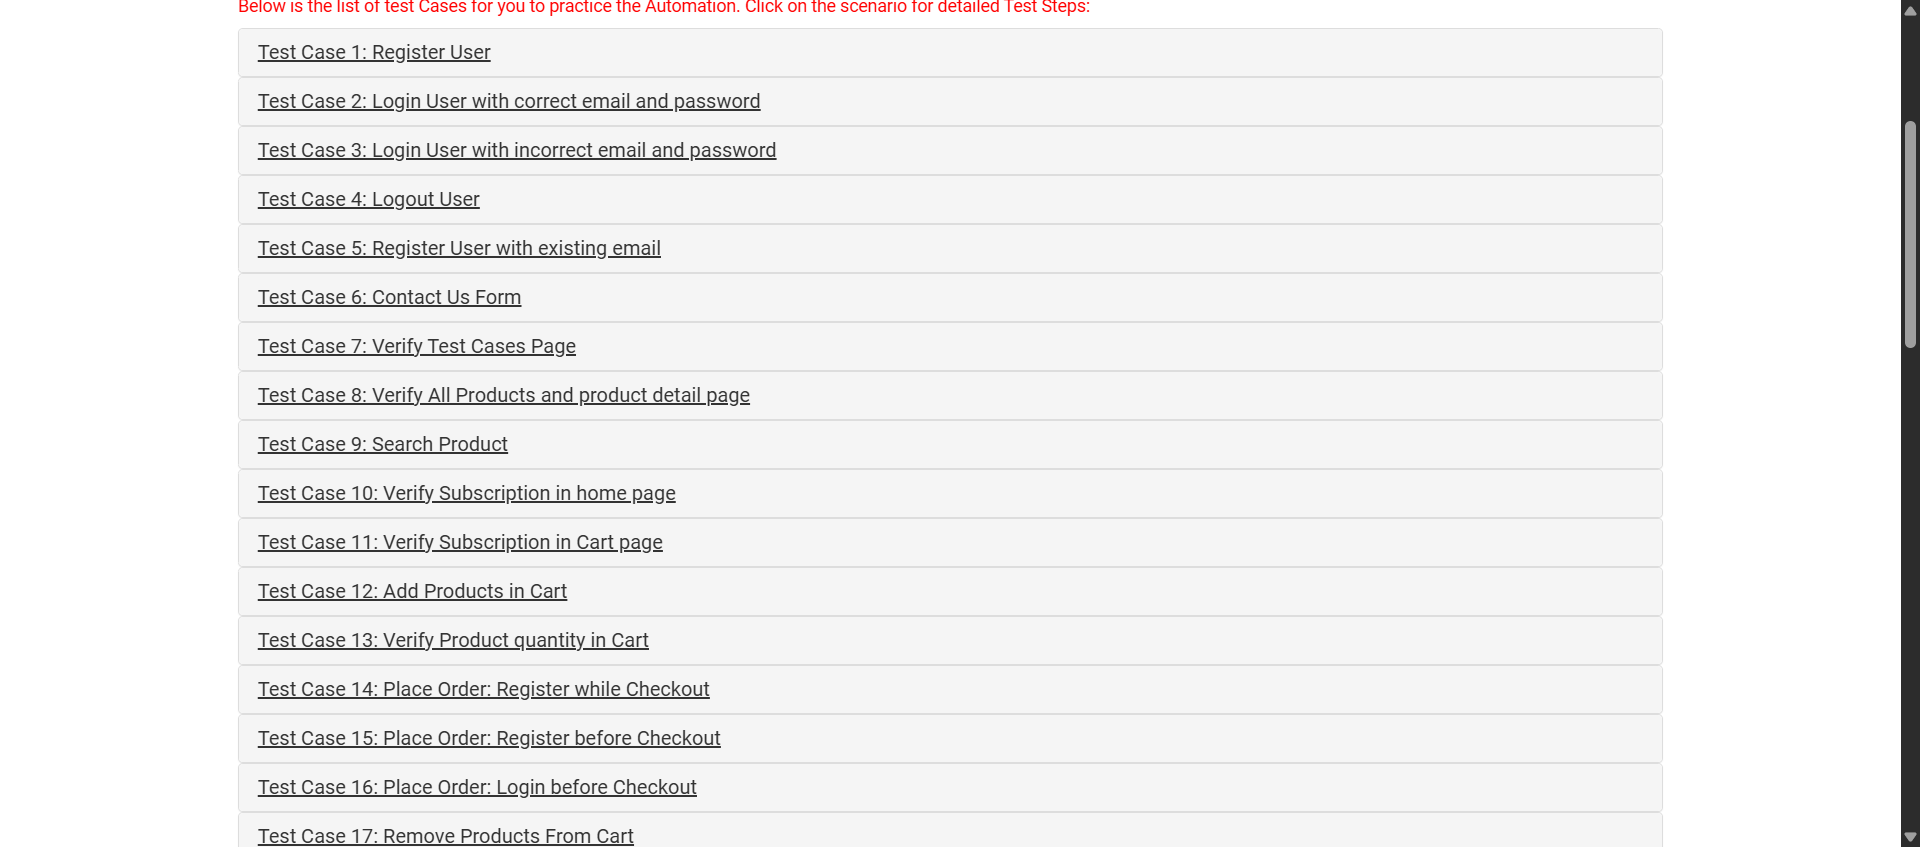 Below is the list of test Cases for you to practice the Automation. Click on the scenario for detailed Test Steps:
Test Case 1: Register User
Test Case 2: Login User with correct email and password
Test Case 3: Login User with incorrect email and password
Test Case 4: Logout User
Test Case 5: Register User with existing email
Test Case 6: Contact Us Form
Test Case 7: Verify Test Cases Page
Test Case 8: Verify All Products and product detail page
Test Case 9: Search Product
Test Case 10: Verify Subscription in home page
Test Case 11: Verify Subscription in Cart page
Test Case 12: Add Products in Cart
Test Case 13: Verify Product quantity in Cart
Test Case 14: Place Order: Register while Checkout
Test Case 15: Place Order: Register before Checkout
Test Case 16: Place Order: Login before Checkout
Test Case 17: Remove Products From Cart